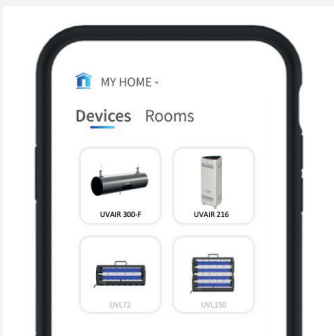 MY HOME
Devices Rooms
UVAIR 300-F UVAIR 216
UVL72 UVL150